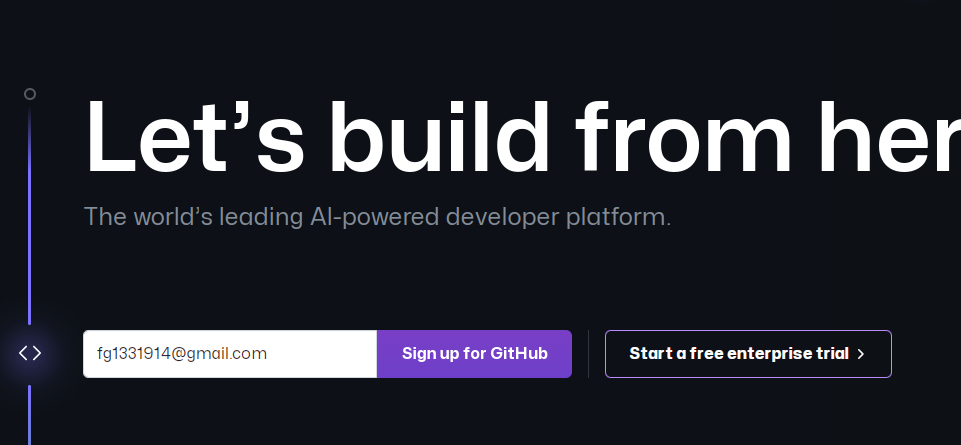 Let’s build from her
The world’s leading AI-powered developer platform.
fg1331914@gmail.com
Sign up for GitHub
Start a free enterprise trial